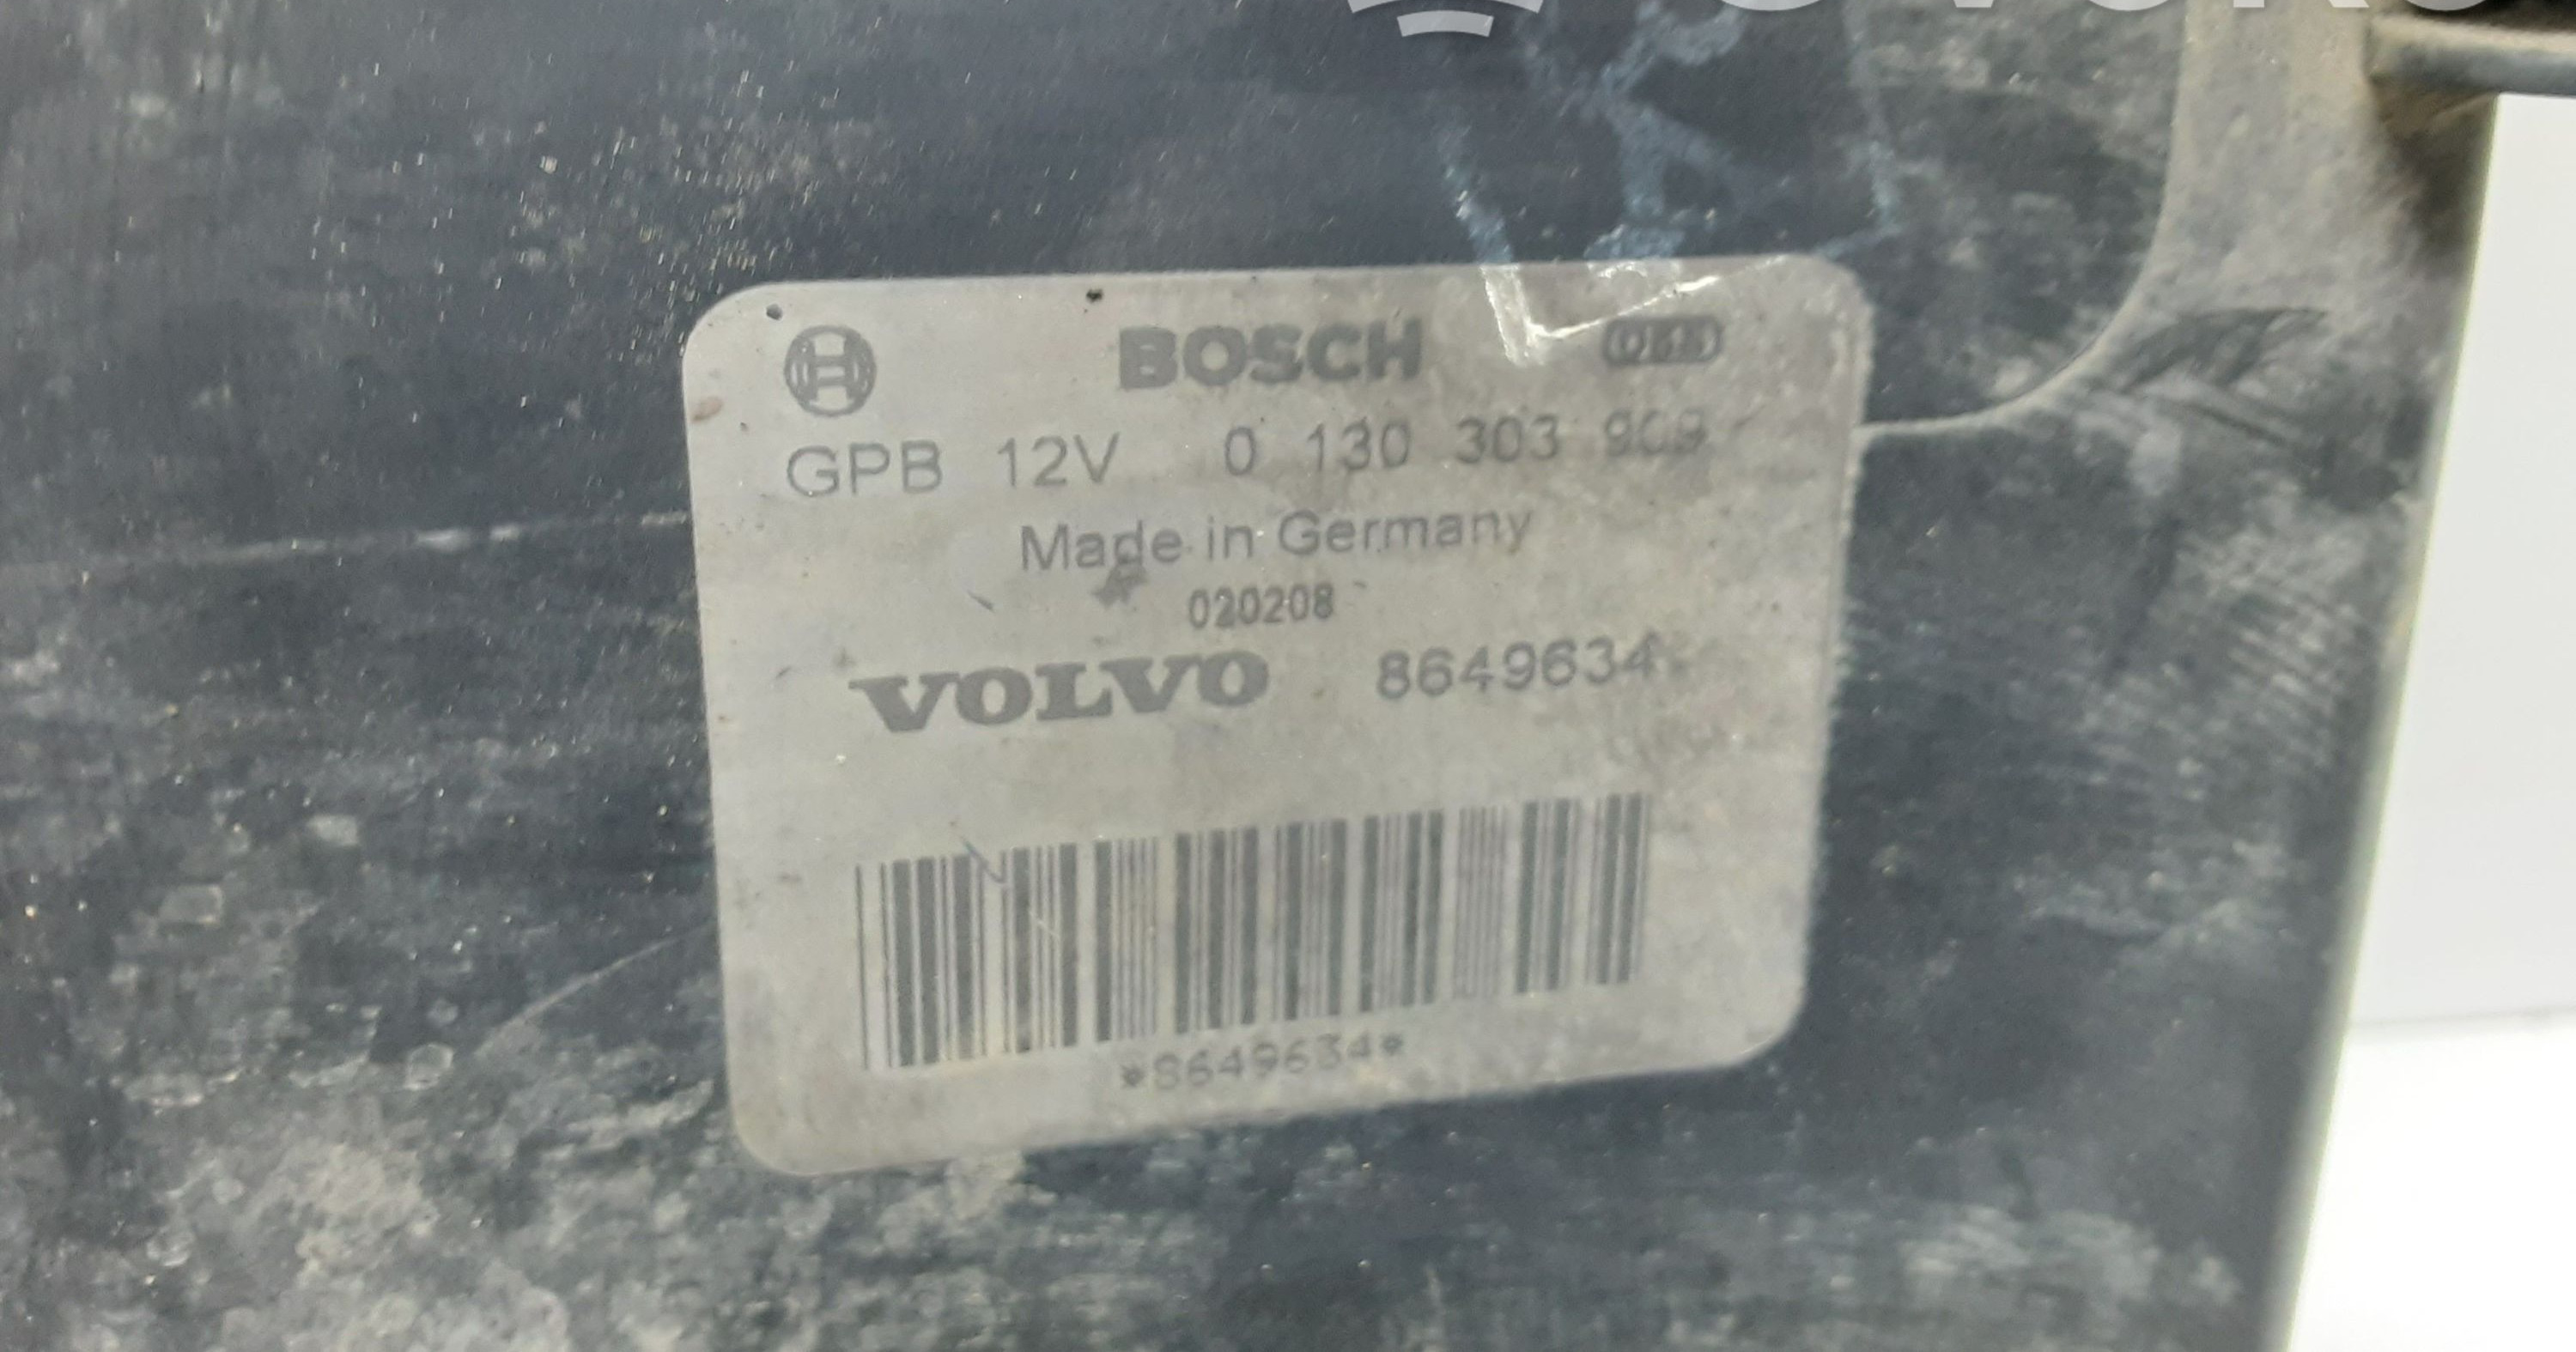 BOSCH
GPB 12V 0 130 303 909
Made in Germany
020208
VOLVO 8649634
*8649634*